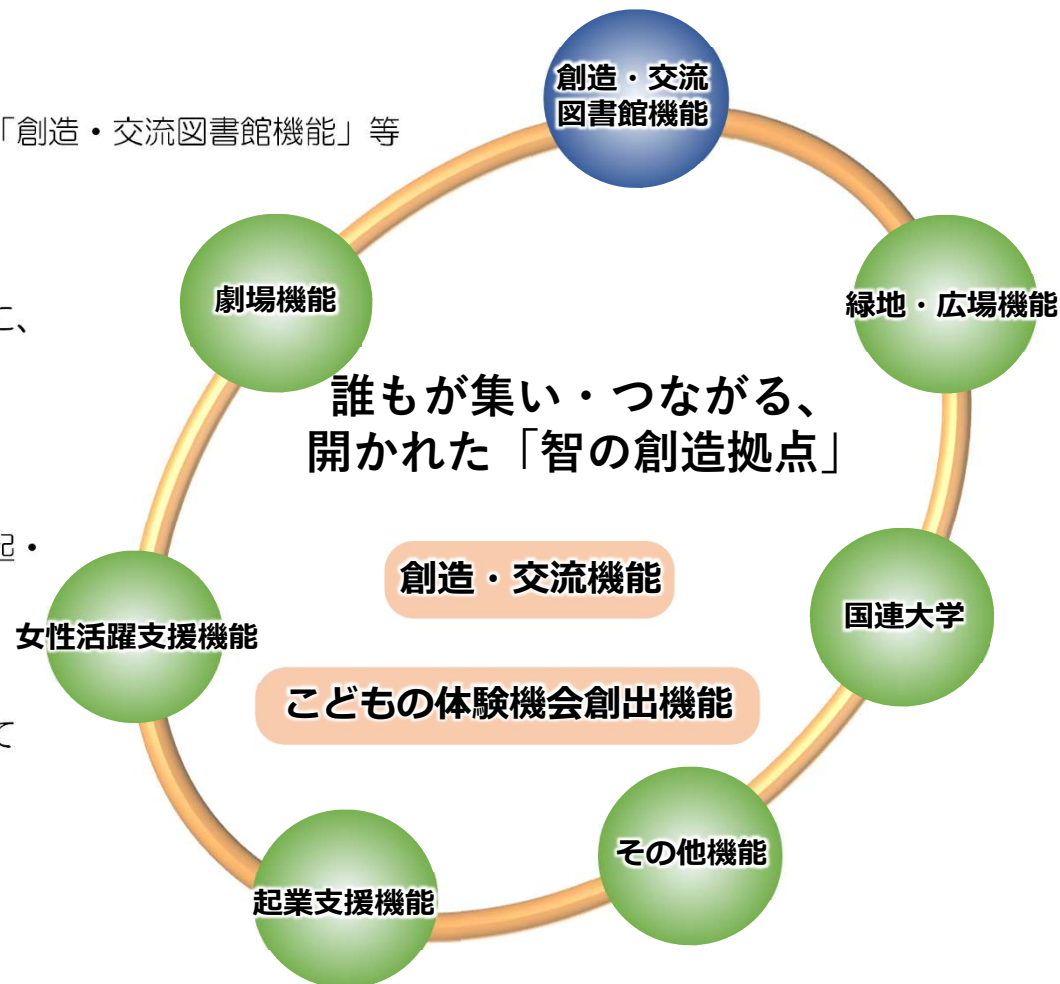 「創造・交流図書館機能」等
に、
起・
て
創造・交流
図書館機能
劇場機能
緑地・広場機能
誰もが集い・つながる、
開かれた「智の創造拠点」
創造・交流機能
国連大学
女性活躍支援機能
こどもの体験機会創出機能
その他機能
起業支援機能